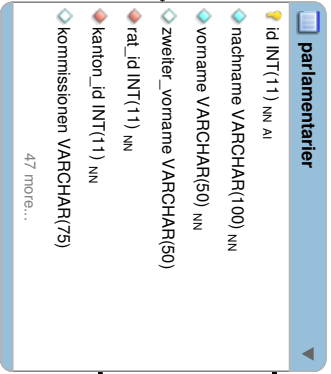 parlamentarier
id INT(11) NN AI
nachname VARCHAR(100) NN
vorname VARCHAR(50) NN
zweiter_vorname VARCHAR(50)
rat_id INT(11) NN
kanton_id INT(11) NN
kommissionen VARCHAR(75)
47 more...